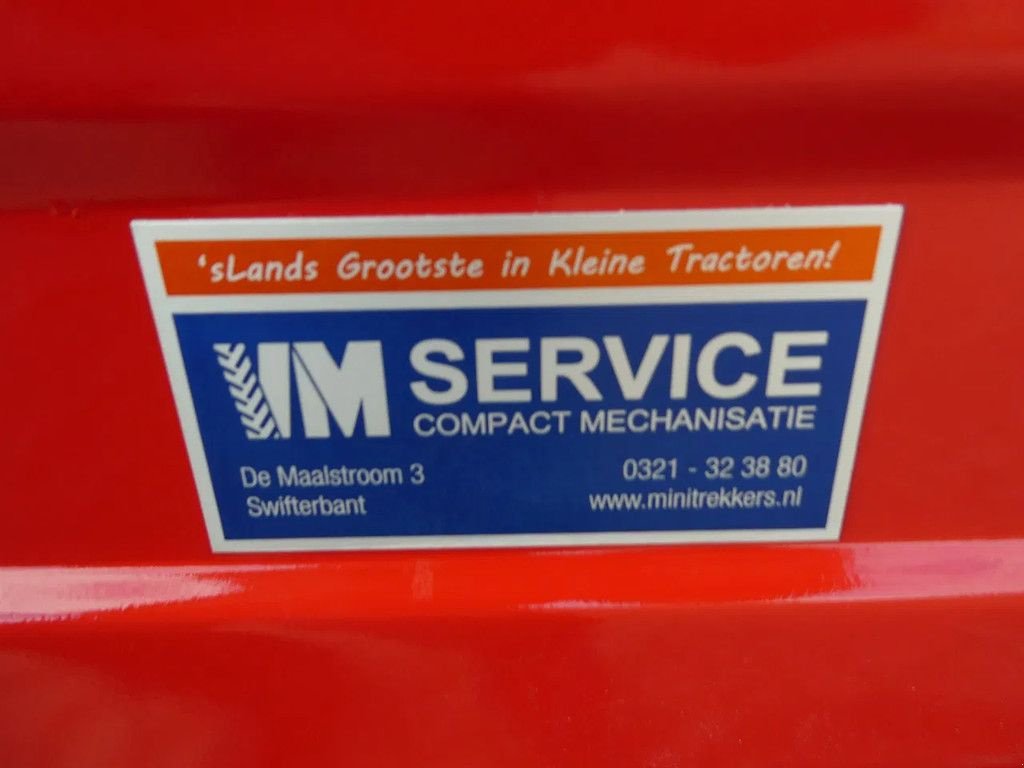 'sLands Grootste in Kleine Tractoren!
VM SERVICE
COMPACT MECHANISATIE
De Maalstroom 3
Swifterbant
0321 - 32 38 80
www.minitrekkers.nl